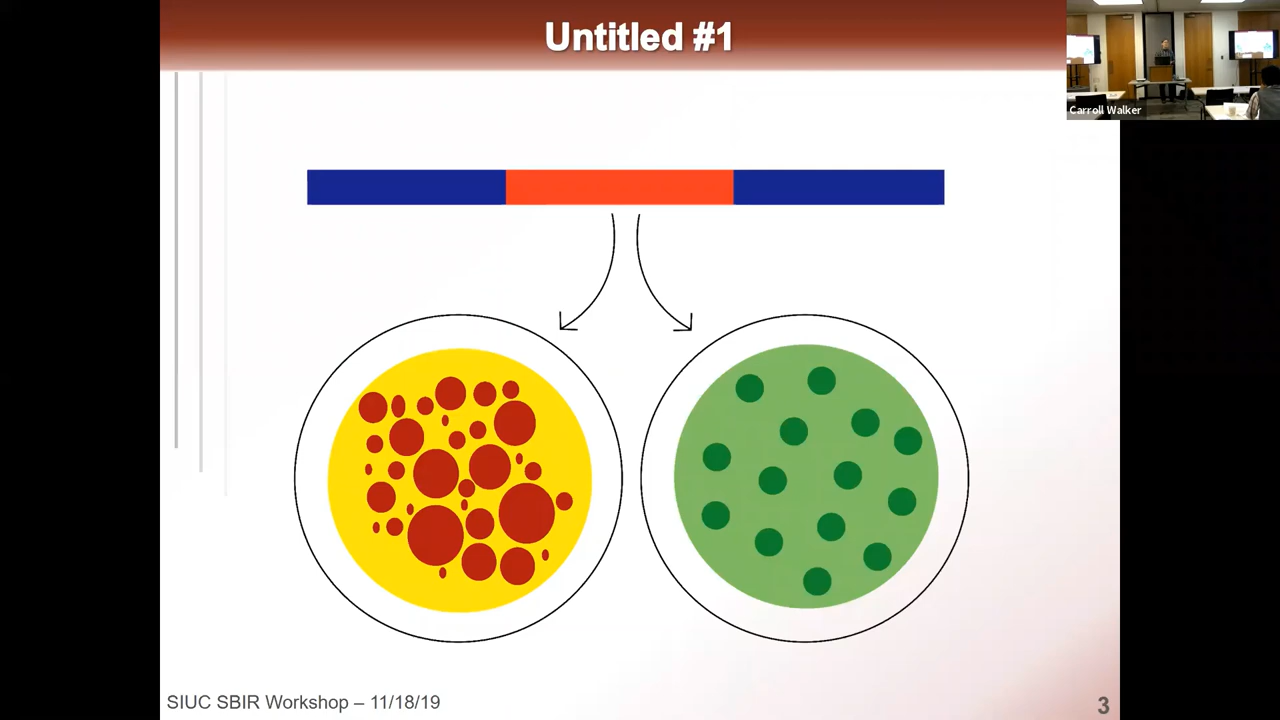 Untitled #1
Carroll Walker
SIUC SBIR Workshop – 11/18/19
3